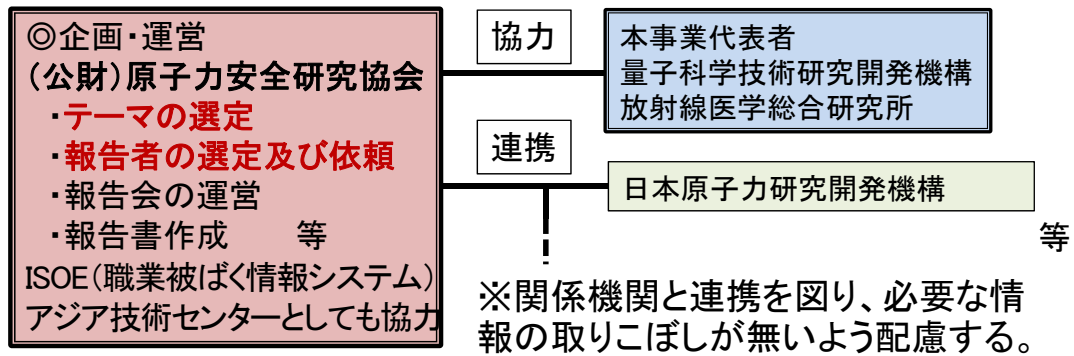 ◎企画・運営
（公財）原子力安全研究協会
・テーマの選定
・報告者の選定及び依頼
・報告会の運営
・報告書作成　　等
ISOE（職業被ばく情報システム）
アジア技術センターとしても協力
協力
本事業代表者
量子科学技術研究開発機構
放射線医学総合研究所
連携
日本原子力研究開発機構
等
※関係機関と連携を図り、必要な情
報の取りこぼしが無いよう配慮する。